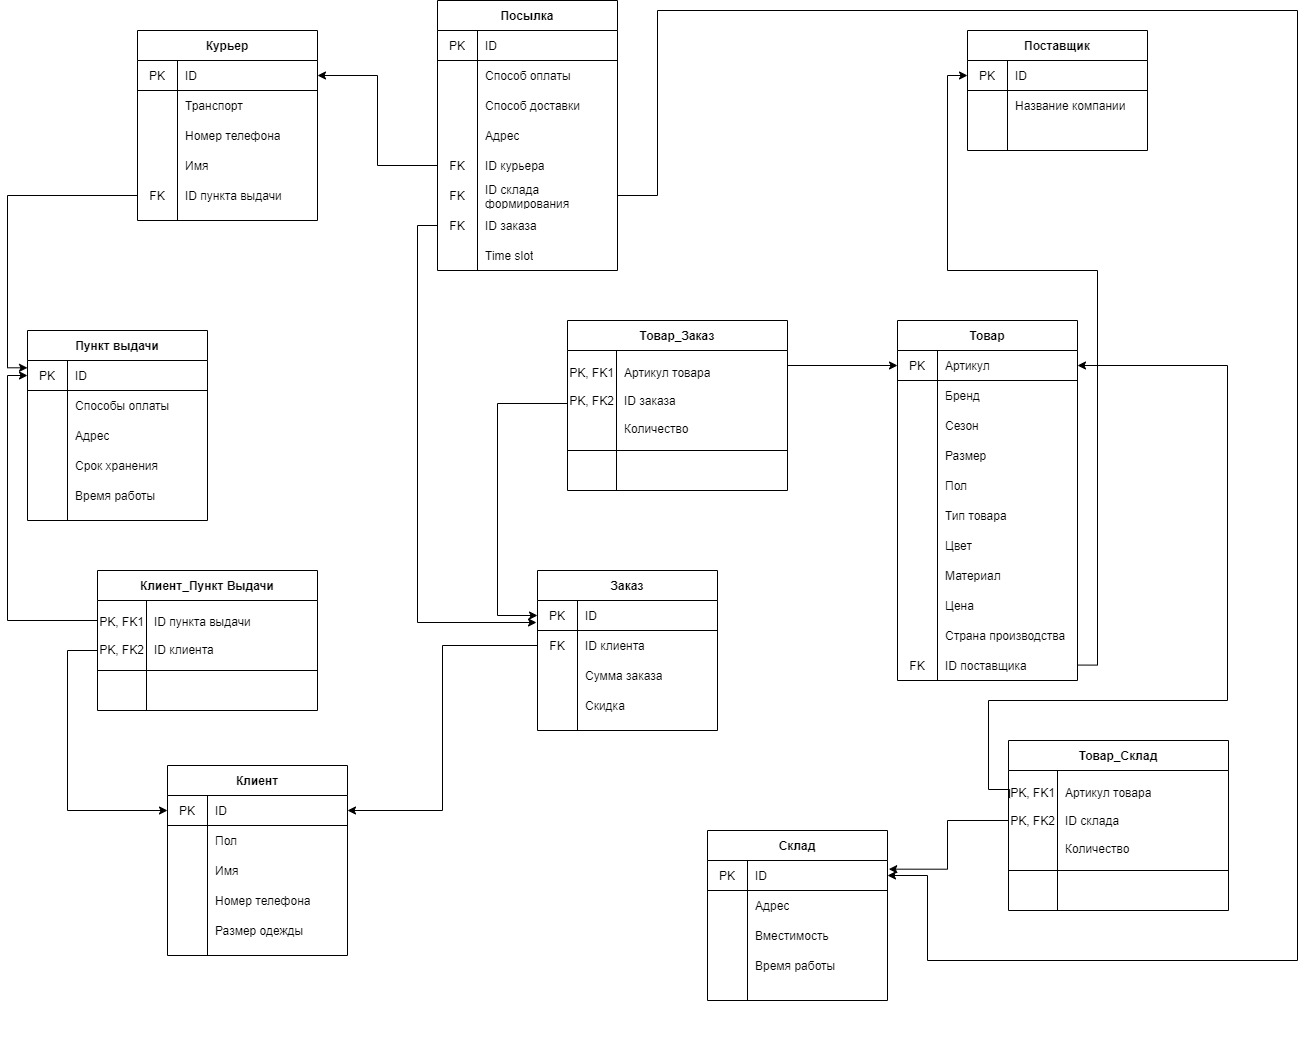 Посылка
PK ID
Способ оплаты
Способ доставки
Адрес
FK ID курьера
FK ID склада
формирования
FK ID заказа
Time slot
Курьер
PK ID
Транспорт
Номер телефона
Имя
FK ID пункта выдачи
Поставщик
PK ID
Название компании
Пункт выдачи
PK ID
Способы оплаты
Адрес
Срок хранения
Время работы
Товар_Заказ
PK, FK1 Артикул товара
PK, FK2 ID заказа
Количество
Товар
PK Артикул
Бренд
Сезон
Размер
Пол
Тип товара
Цвет
Материал
Цена
Страна производства
FK ID поставщика
Клиент_Пункт Выдачи
PK, FK1 ID пункта выдачи
PK, FK2 ID клиента
Заказ
PK ID
FK ID клиента
Сумма заказа
Скидка
Клиент
PK ID
Пол
Имя
Номер телефона
Размер одежды
Товар_Склад
PK, FK1 Артикул товара
PK, FK2 ID склада
Количество
Склад
PK ID
Адрес
Вместимость
Время работы